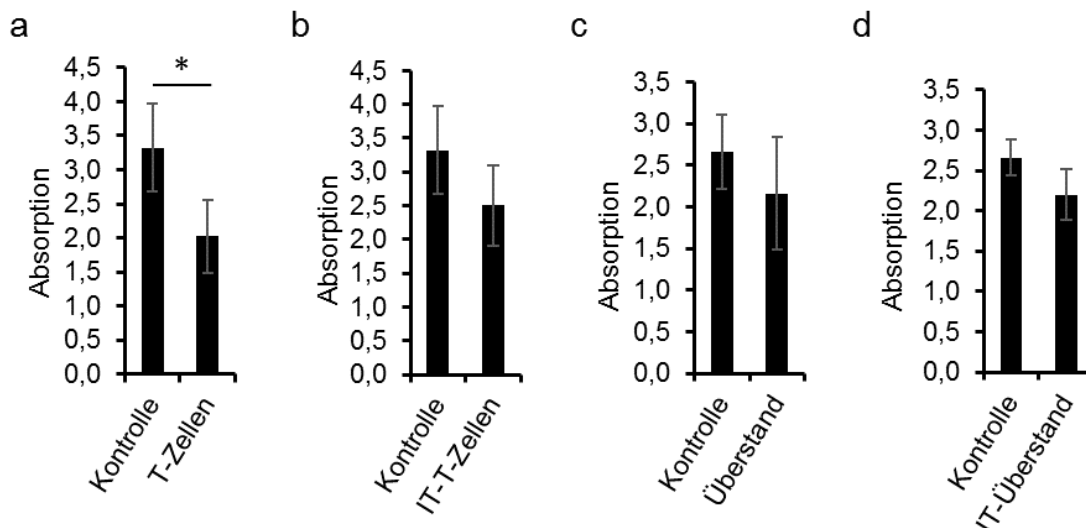 a
Absorption
4,5
4,0
3,5
3,0
2,5
2,0
1,5
1,0
0,5
0,0
*
Kontrolle
T-Zellen
b
Absorption
4,5
4,0
3,5
3,0
2,5
2,0
1,5
1,0
0,5
0,0
Kontrolle
IT-T-Zellen
c
Absorption
3,5
3,0
2,5
2,0
1,5
1,0
0,5
0,0
Kontrolle
Überstand
d
Absorption
3,5
3,0
2,5
2,0
1,5
1,0
0,5
0,0
Kontrolle
IT-Überstand